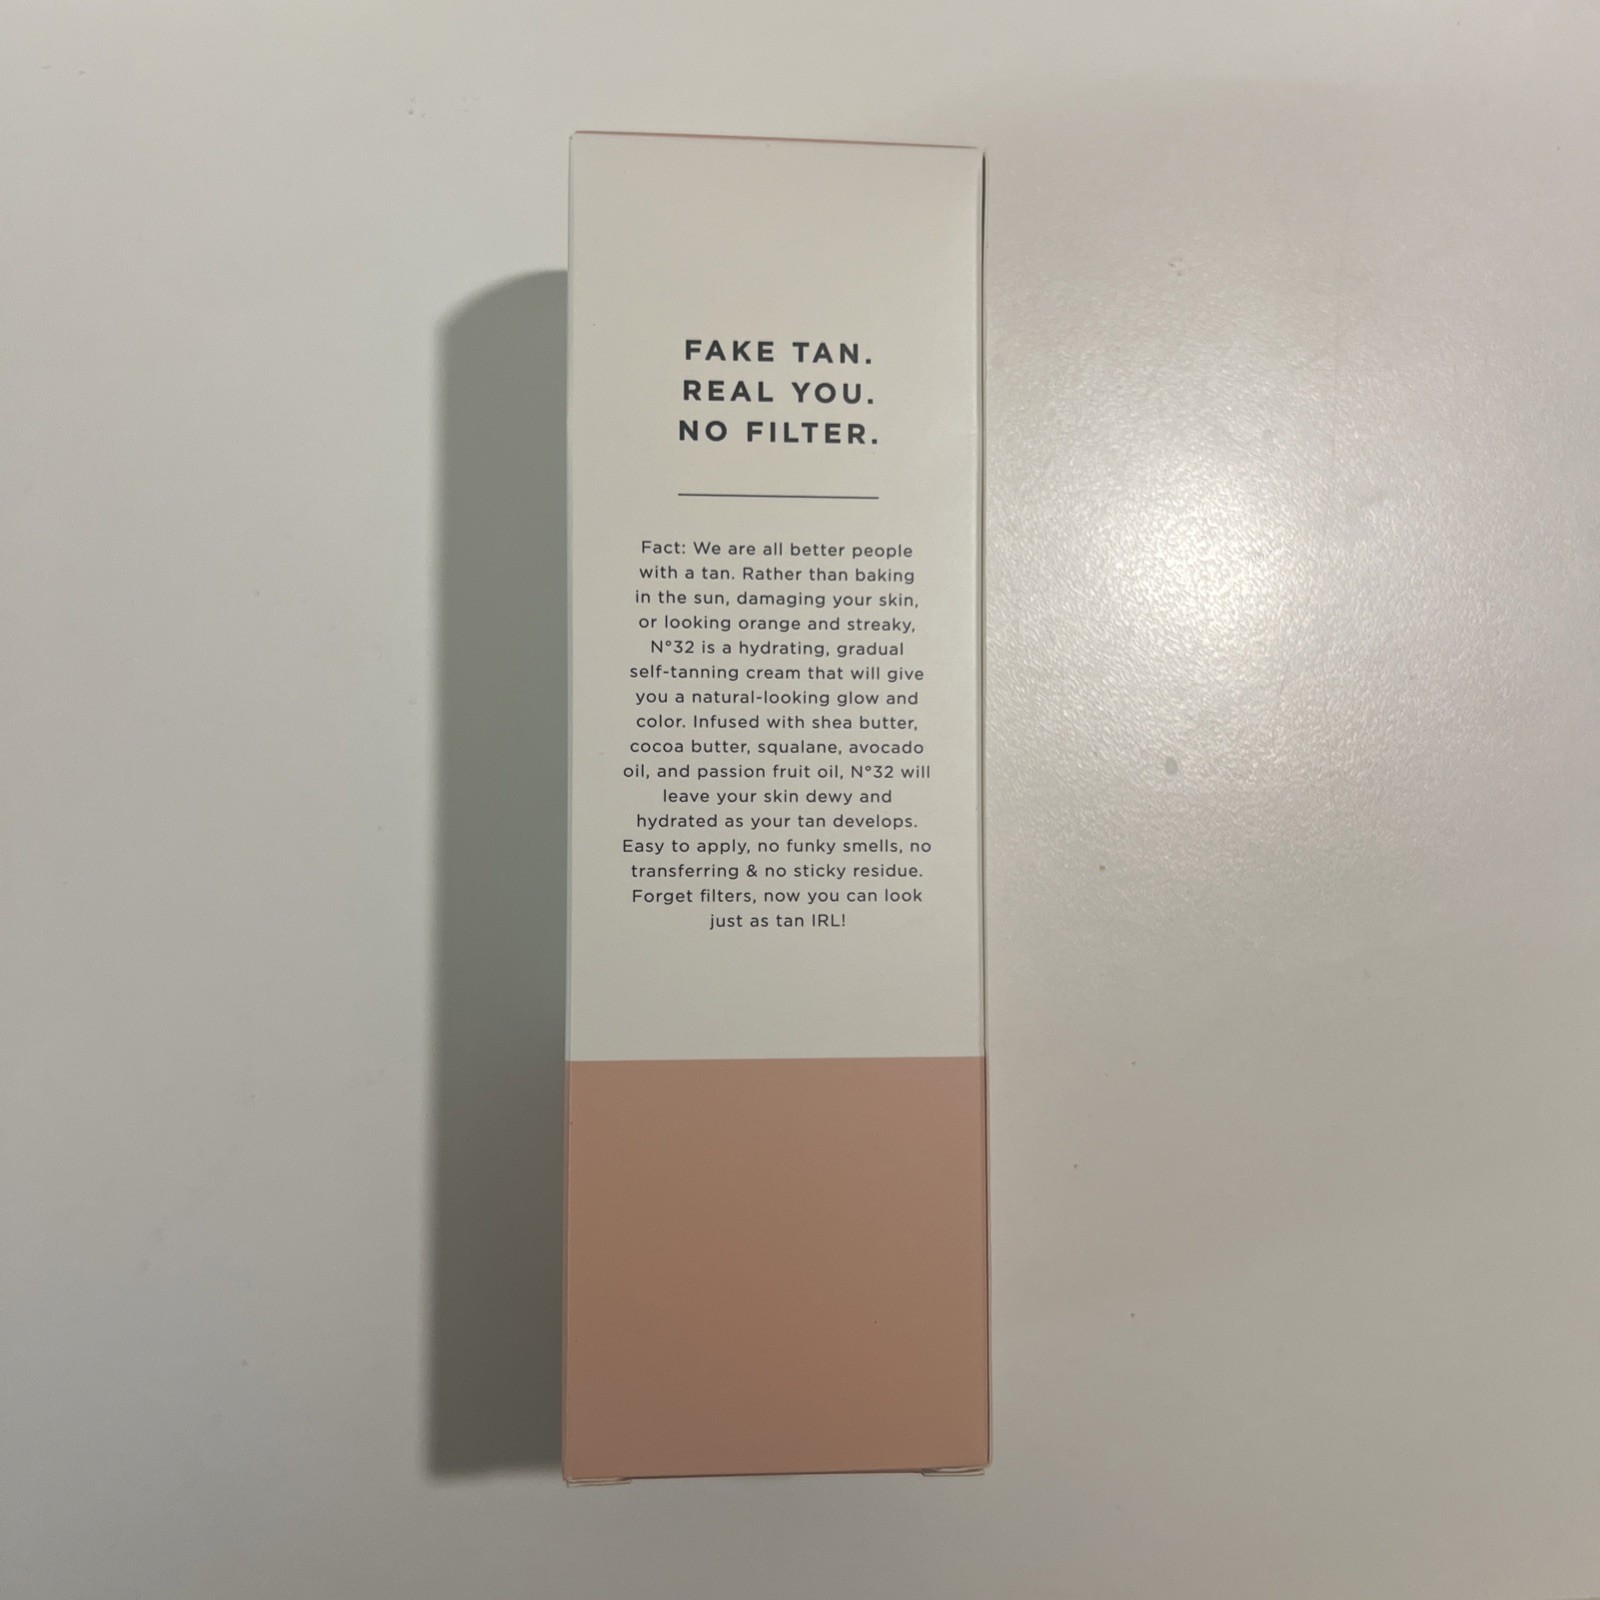 FAKE TAN.
REAL YOU.
NO FILTER.
Fact: We are all better people
with a tan. Rather than baking
in the sun, damaging your skin,
or looking orange and streaky,
N°32 is a hydrating, gradual
self-tanning cream that will give
you a natural-looking glow and
color. Infused with shea butter,
cocoa butter, squalane, avocado
oil, and passion fruit oil, N°32 will
leave your skin dewy and
hydrated as your tan develops.
Easy to apply, no funky smells, no
transferring & no sticky residue.
Forget filters, now you can look
just as tan IRL!